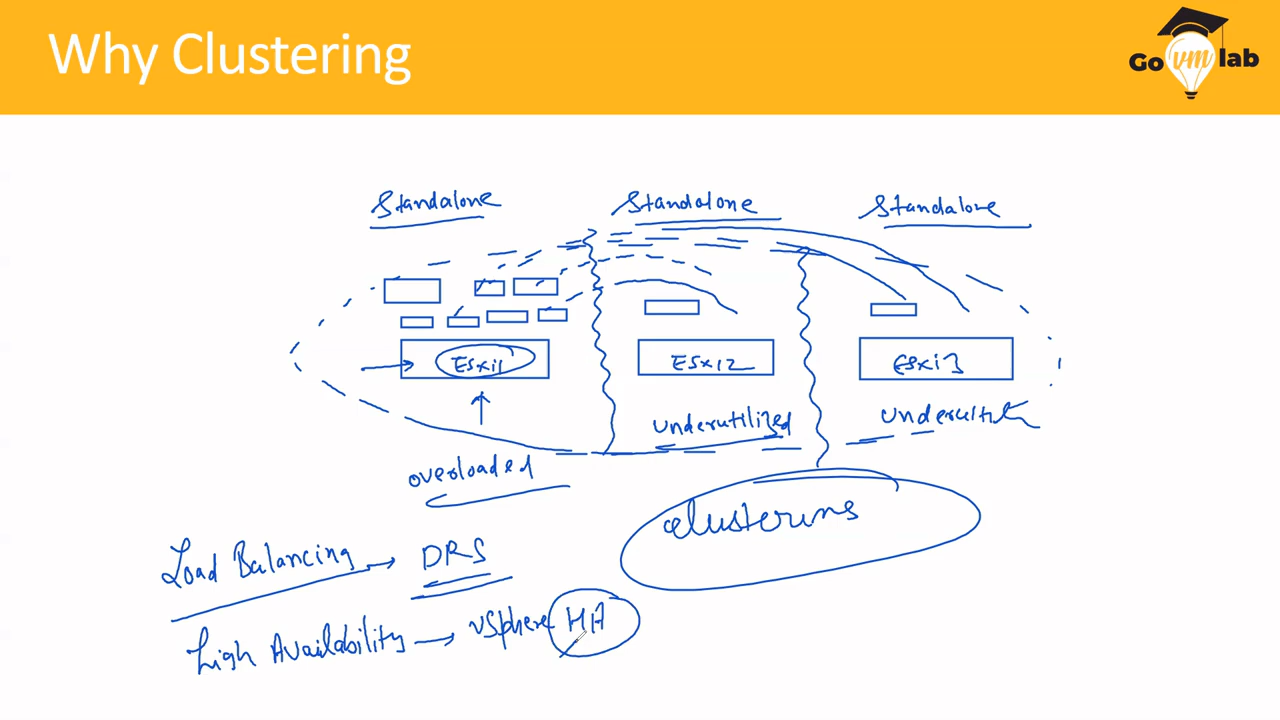 Why Clustering
Go vm lab
Standalone Standalone Standalone
ESxi1 ESxi2 ESxi3
underutilized
overloaded
clustering
Load Balancing → DRS
High Availability → vSphere HA